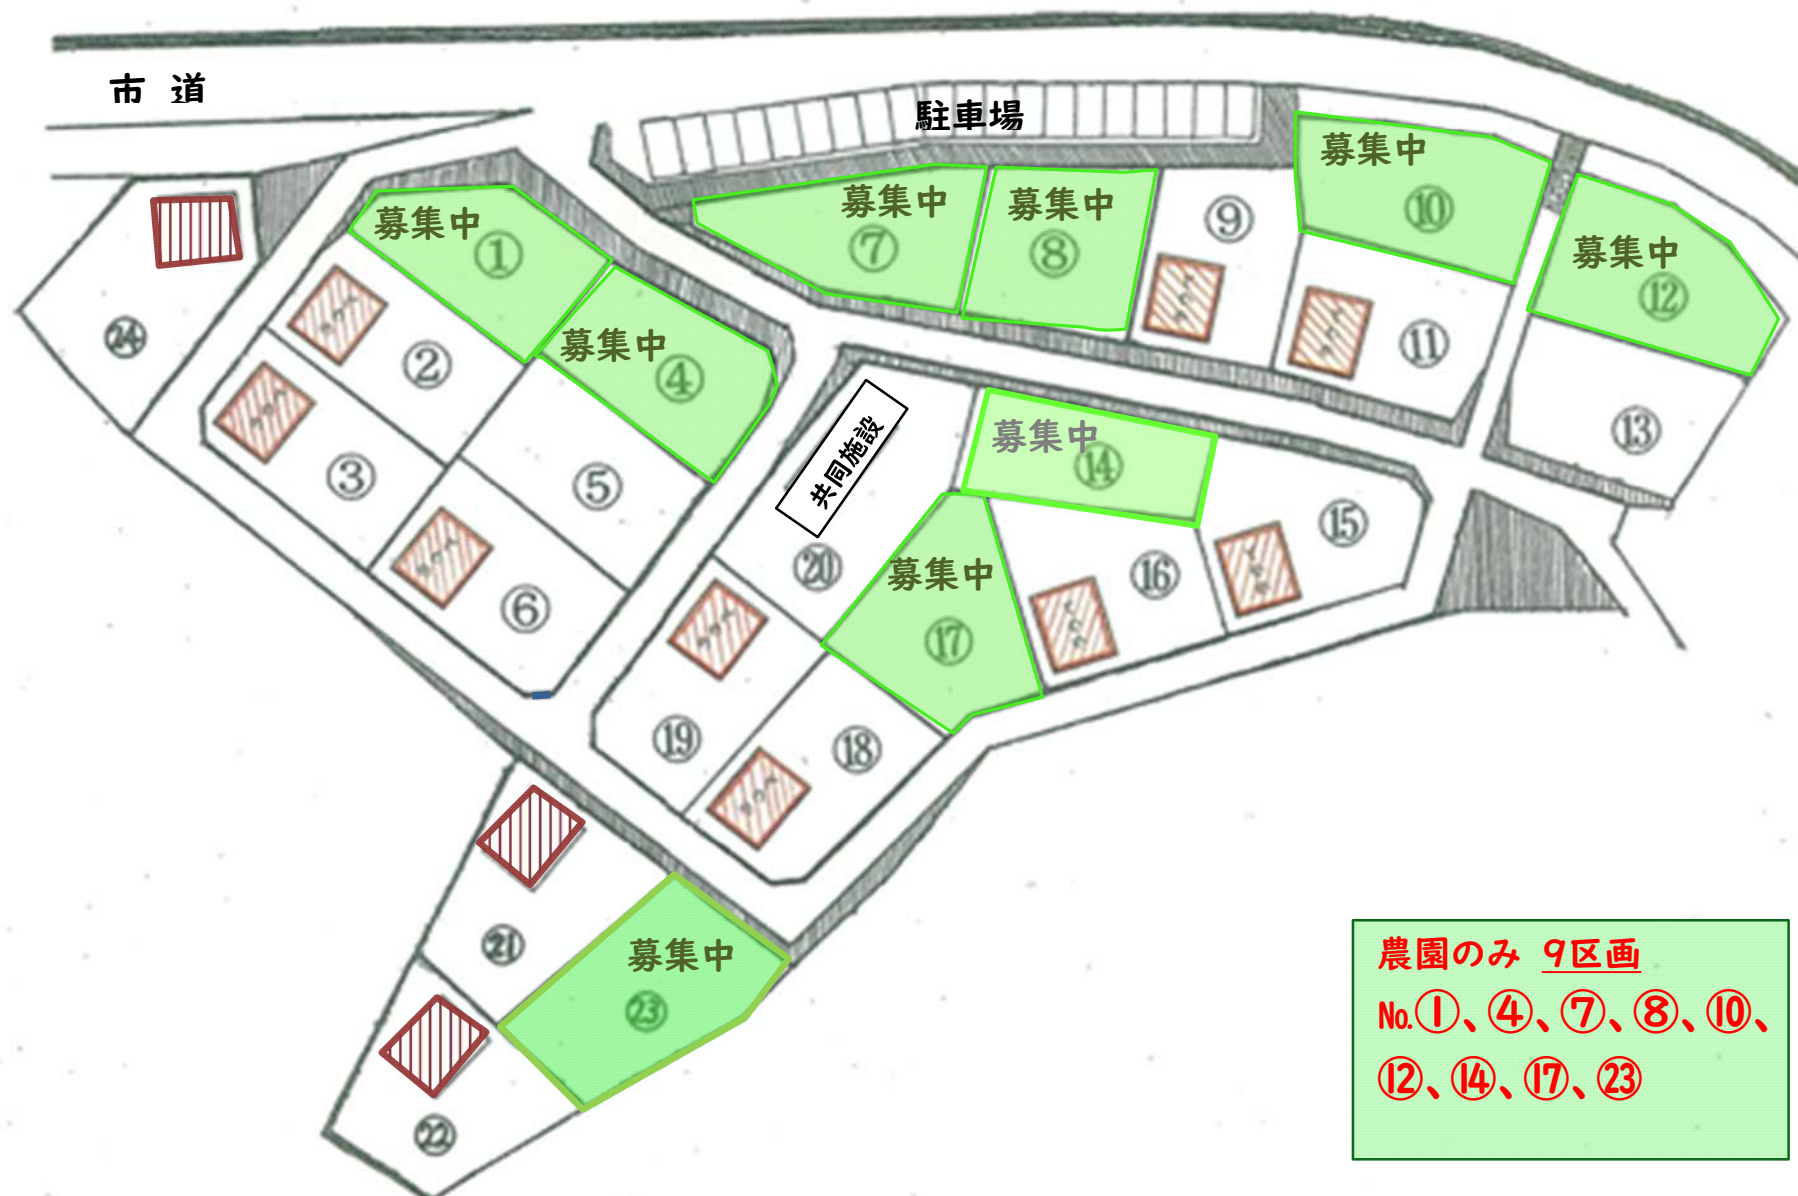 市 道
駐車場
募集中
①
募集中
④
募集中
⑦
募集中
⑧
⑨
募集中
⑩
募集中
⑫
⑪
⑬
㉔
②
③
⑤
⑥
共同施設
⑳
募集中
⑭
⑮
⑯
募集中
⑰
⑲
⑱
㉑
募集中
㉓
㉒
農園のみ 9区画
№①、④、⑦、⑧、⑩、
⑫、⑭、⑰、㉓